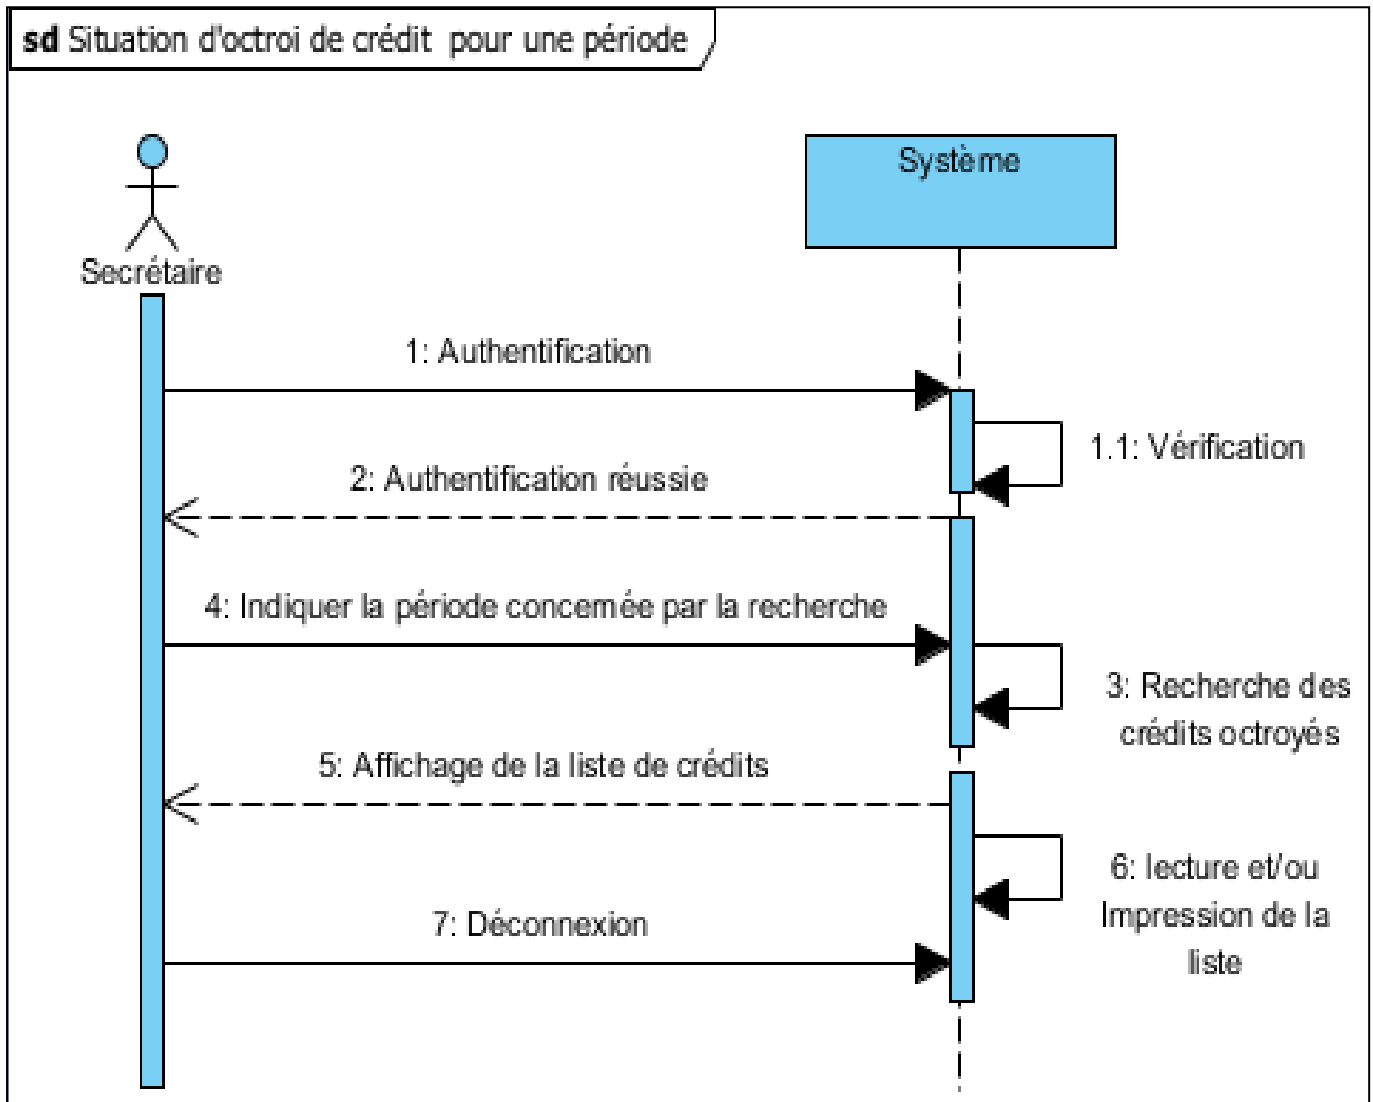 sd Situation d'octroi de crédit pour une période
Système
Secrétaire
1: Authentification
1.1: Vérification
2: Authentification réussie
4: Indiquer la période concernée par la recherche
3: Recherche des
crédits octroyés
5: Affichage de la liste de crédits
6: lecture et/ou
Impression de la
liste
7: Déconnexion